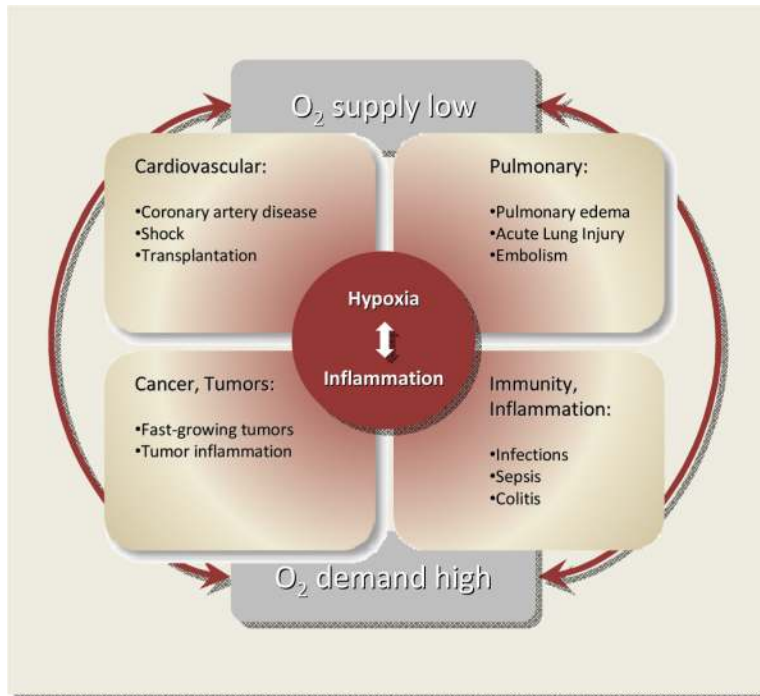 O₂ supply low
Cardiovascular:
•Coronary artery disease
•Shock
•Transplantation
Pulmonary:
•Pulmonary edema
•Acute Lung Injury
•Embolism
Hypoxia
Inflammation
Cancer, Tumors:
•Fast-growing tumors
•Tumor inflammation
Immunity,
Inflammation:
•Infections
•Sepsis
•Colitis
O₂ demand high